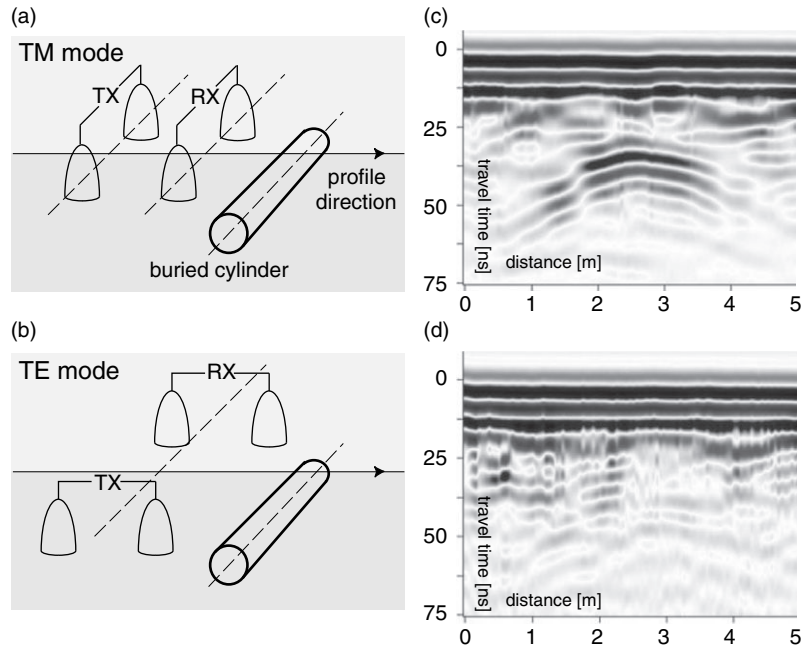 (a)
TM mode
TX
RX
profile
direction
buried cylinder
(b)
TE mode
RX
TX
(c)
0
25
50
75
travel time [ns]
distance [m]
0 1 2 3 4 5
(d)
0
25
50
75
travel time [ns]
distance [m]
0 1 2 3 4 5